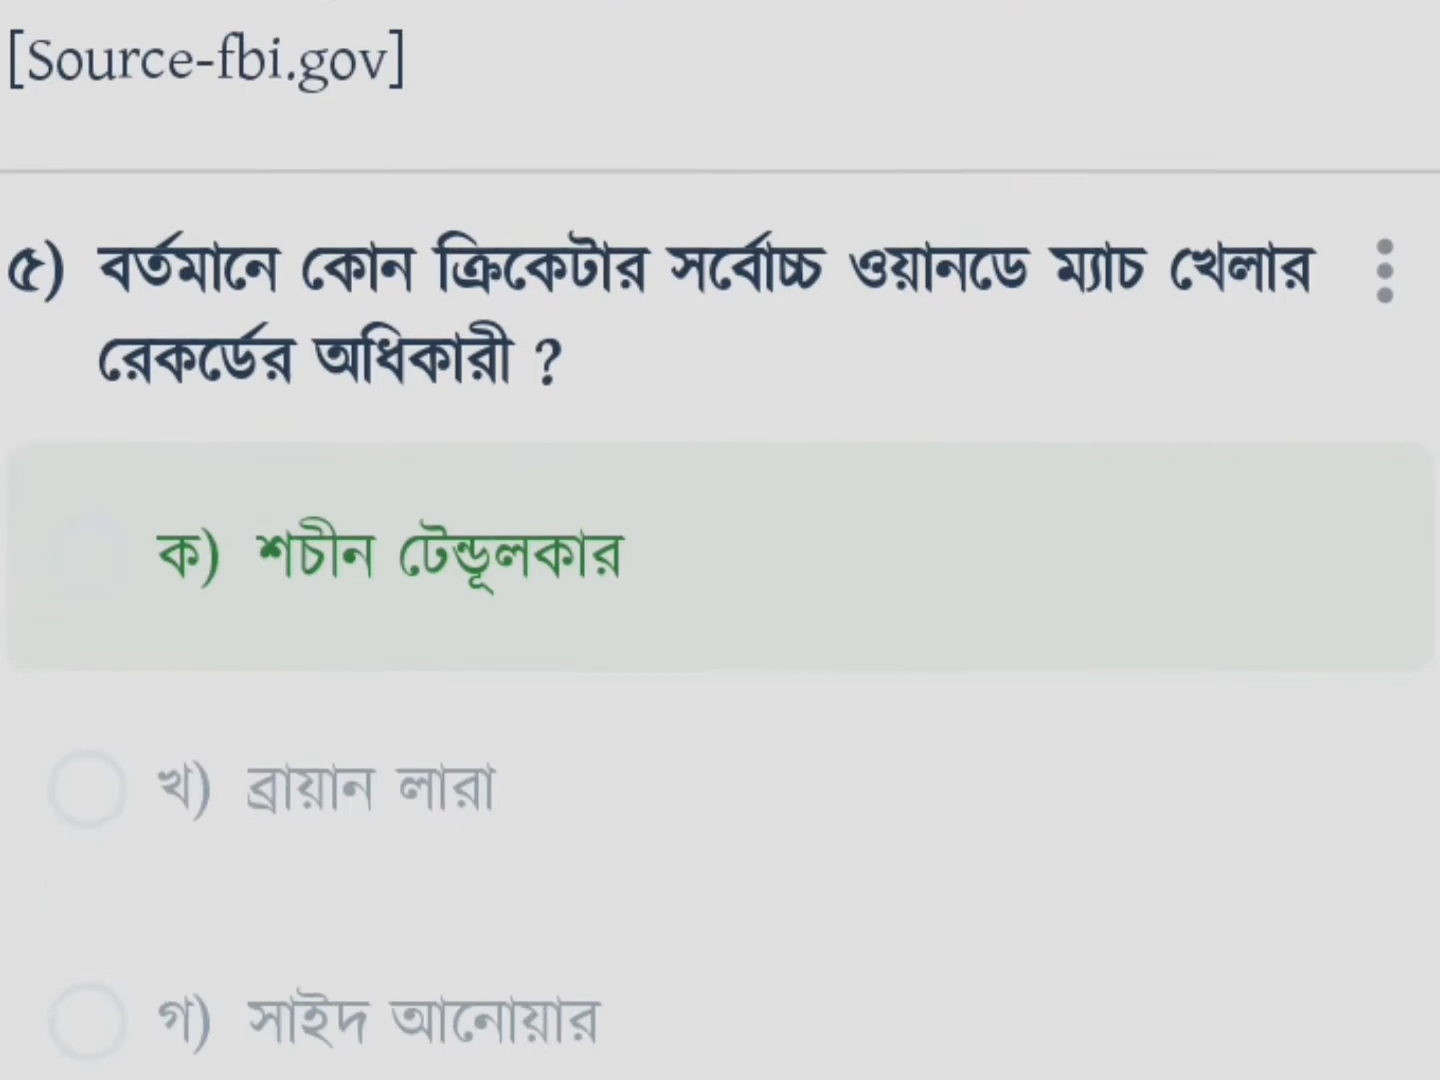 [Source-fbi.gov]
৫) বর্তমানে কোন ক্রিকেটার সর্বোচ্চ ওয়ানডে ম্যাচ খেলার
রেকর্ডের অধিকারী ?
ক) শচীন টেন্ডূলকার
খ) ব্রায়ান লারা
গ) সাইদ আনোয়ার